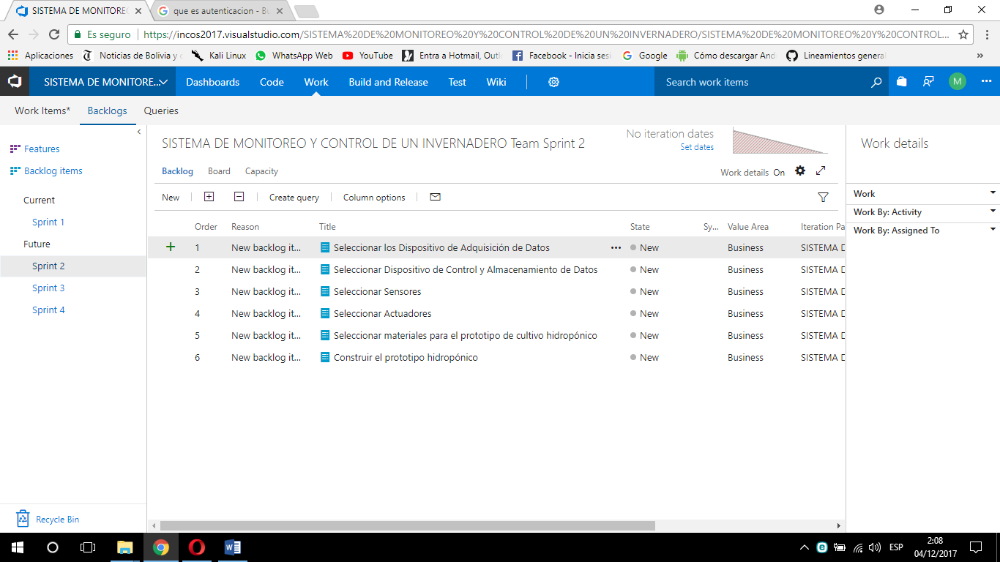 SISTEMA DE MONITOREO
que es autenticacion - Bu
Es seguro
https://incos2017.visualstudio.com/SISTEMA%20DE%20MONITOREO%20Y%20CONTROL%20DE%20UN%20INVERNADERO/SISTEMA%20DE%20MONITOREO%20Y%20CONTROL...
Aplicaciones Noticias de Bolivia y Kali Linux WhatsApp Web YouTube Entra a Hotmail, Outl Facebook - Inicia sesi Google Cómo descargar And Lineamientos general »
SISTEMA DE MONITORE... Dashboards Code Work Build and Release Test Wiki Search work items M
Work Items* Backlogs Queries
Features
Backlog items
Current
Sprint 1
Future
Sprint 2
Sprint 3
Sprint 4
Recycle Bin
SISTEMA DE MONITOREO Y CONTROL DE UN INVERNADERO Team Sprint 2
No iteration dates
Set dates
Backlog Board Capacity
Work details On
New Create query Column options
Order Reason Title State Sy... Value Area Iteration Pa
1 New backlog it... Seleccionar los Dispositivo de Adquisición de Datos ... New Business SISTEMA D
2 New backlog it... Seleccionar Dispositivo de Control y Almacenamiento de Datos New Business SISTEMA D
3 New backlog it... Seleccionar Sensores New Business SISTEMA D
4 New backlog it... Seleccionar Actuadores New Business SISTEMA D
5 New backlog it... Seleccionar materiales para el prototipo de cultivo hidropónico New Business SISTEMA D
6 New backlog it... Construir el prototipo hidropónico New Business SISTEMA D
Work details
Work
Work By: Activity
Work By: Assigned To
ESP
2:08
04/12/2017